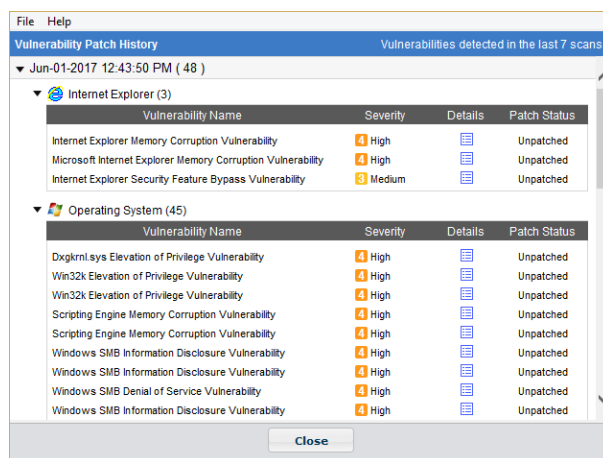 File Help
Vulnerability Patch History Vulnerabilities detected in the last 7 scans
Jun-01-2017 12:43:50 PM ( 48 )
Internet Explorer (3)
Vulnerability Name Severity Details Patch Status
Internet Explorer Memory Corruption Vulnerability 4 High Unpatched
Microsoft Internet Explorer Memory Corruption Vulnerability 4 High Unpatched
Internet Explorer Security Feature Bypass Vulnerability 3 Medium Unpatched
Operating System (45)
Vulnerability Name Severity Details Patch Status
Dxgkrnl.sys Elevation of Privilege Vulnerability 4 High Unpatched
Win32k Elevation of Privilege Vulnerability 4 High Unpatched
Win32k Elevation of Privilege Vulnerability 4 High Unpatched
Scripting Engine Memory Corruption Vulnerability 4 High Unpatched
Scripting Engine Memory Corruption Vulnerability 4 High Unpatched
Windows SMB Information Disclosure Vulnerability 4 High Unpatched
Windows SMB Information Disclosure Vulnerability 4 High Unpatched
Windows SMB Denial of Service Vulnerability 4 High Unpatched
Windows SMB Information Disclosure Vulnerability 4 High Unpatched
Close